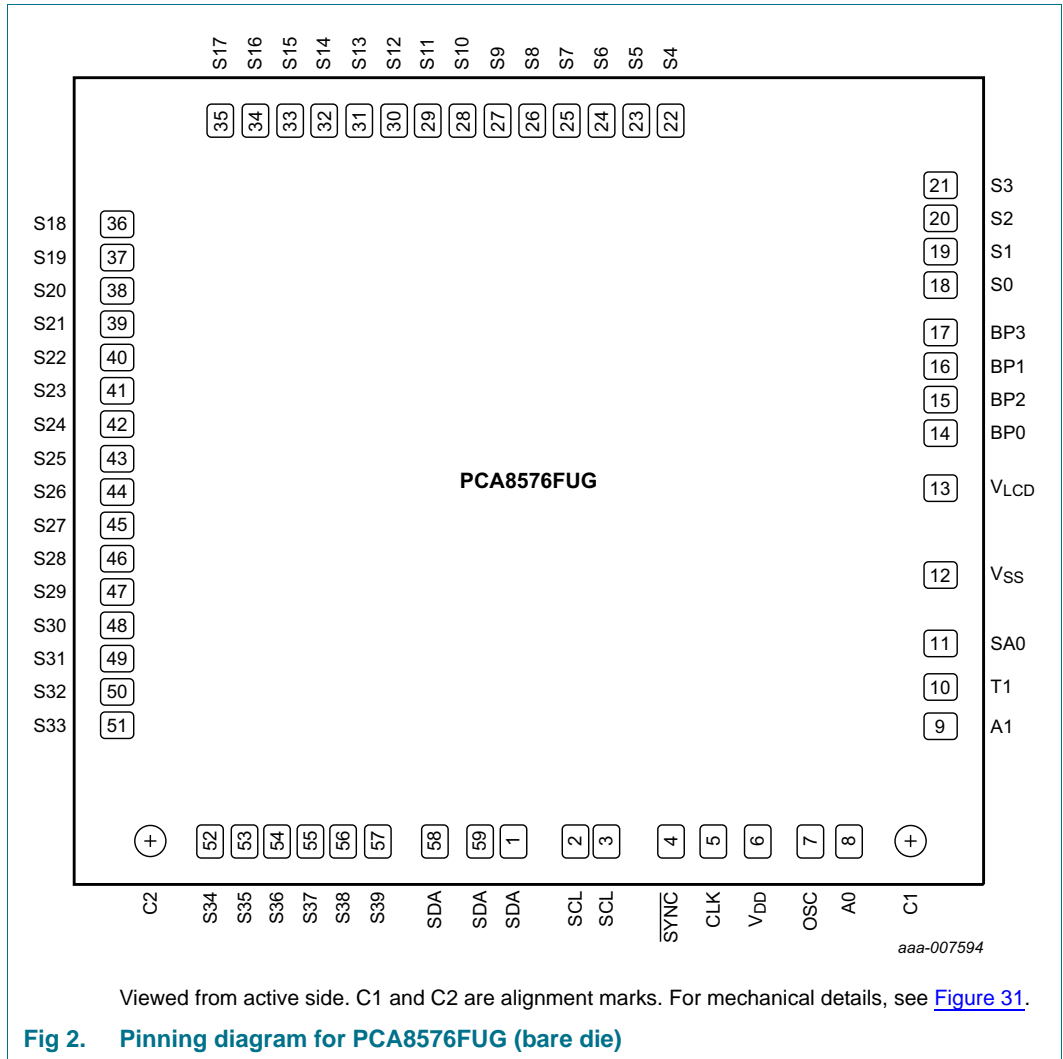 S17 S16 S15 S14 S13 S12 S11 S10 S9 S8 S7 S6 S5 S4
35 34 33 32 31 30 29 28 27 26 25 24 23 22
21 S3
20 S2
19 S1
18 S0
17 BP3
16 BP1
15 BP2
14 BP0
13 VLCD
12 VSS
11 SA0
10 T1
9 A1
S18 36
S19 37
S20 38
S21 39
S22 40
S23 41
S24 42
S25 43
S26 44
S27 45
S28 46
S29 47
S30 48
S31 49
S32 50
S33 51
PCA8576FUG
52 53 54 55 56 57 58 59 1 2 3 4 5 6 7 8
C2 S34 S35 S36 S37 S38 S39 SDA SDA SDA SCL SCL SYNC CLK VDD OSC A0 C1
aaa-007594
Viewed from active side. C1 and C2 are alignment marks. For mechanical details, see Figure 31.
Fig 2. Pinning diagram for PCA8576FUG (bare die)